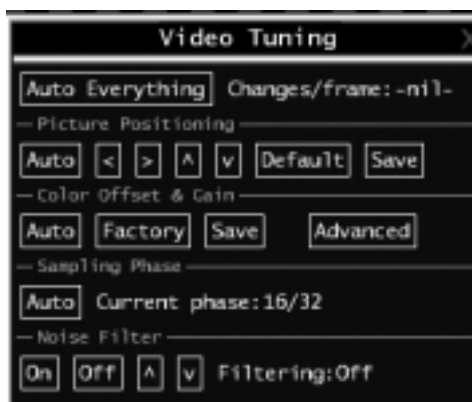 Video Tuning X
Auto Everything Changes/frame:-nil-
Picture Positioning
Auto < > ^ v Default Save
Color Offset & Gain
Auto Factory Save Advanced
Sampling Phase
Auto Current phase:16/32
Noise Filter
On Off ^ v Filtering:Off